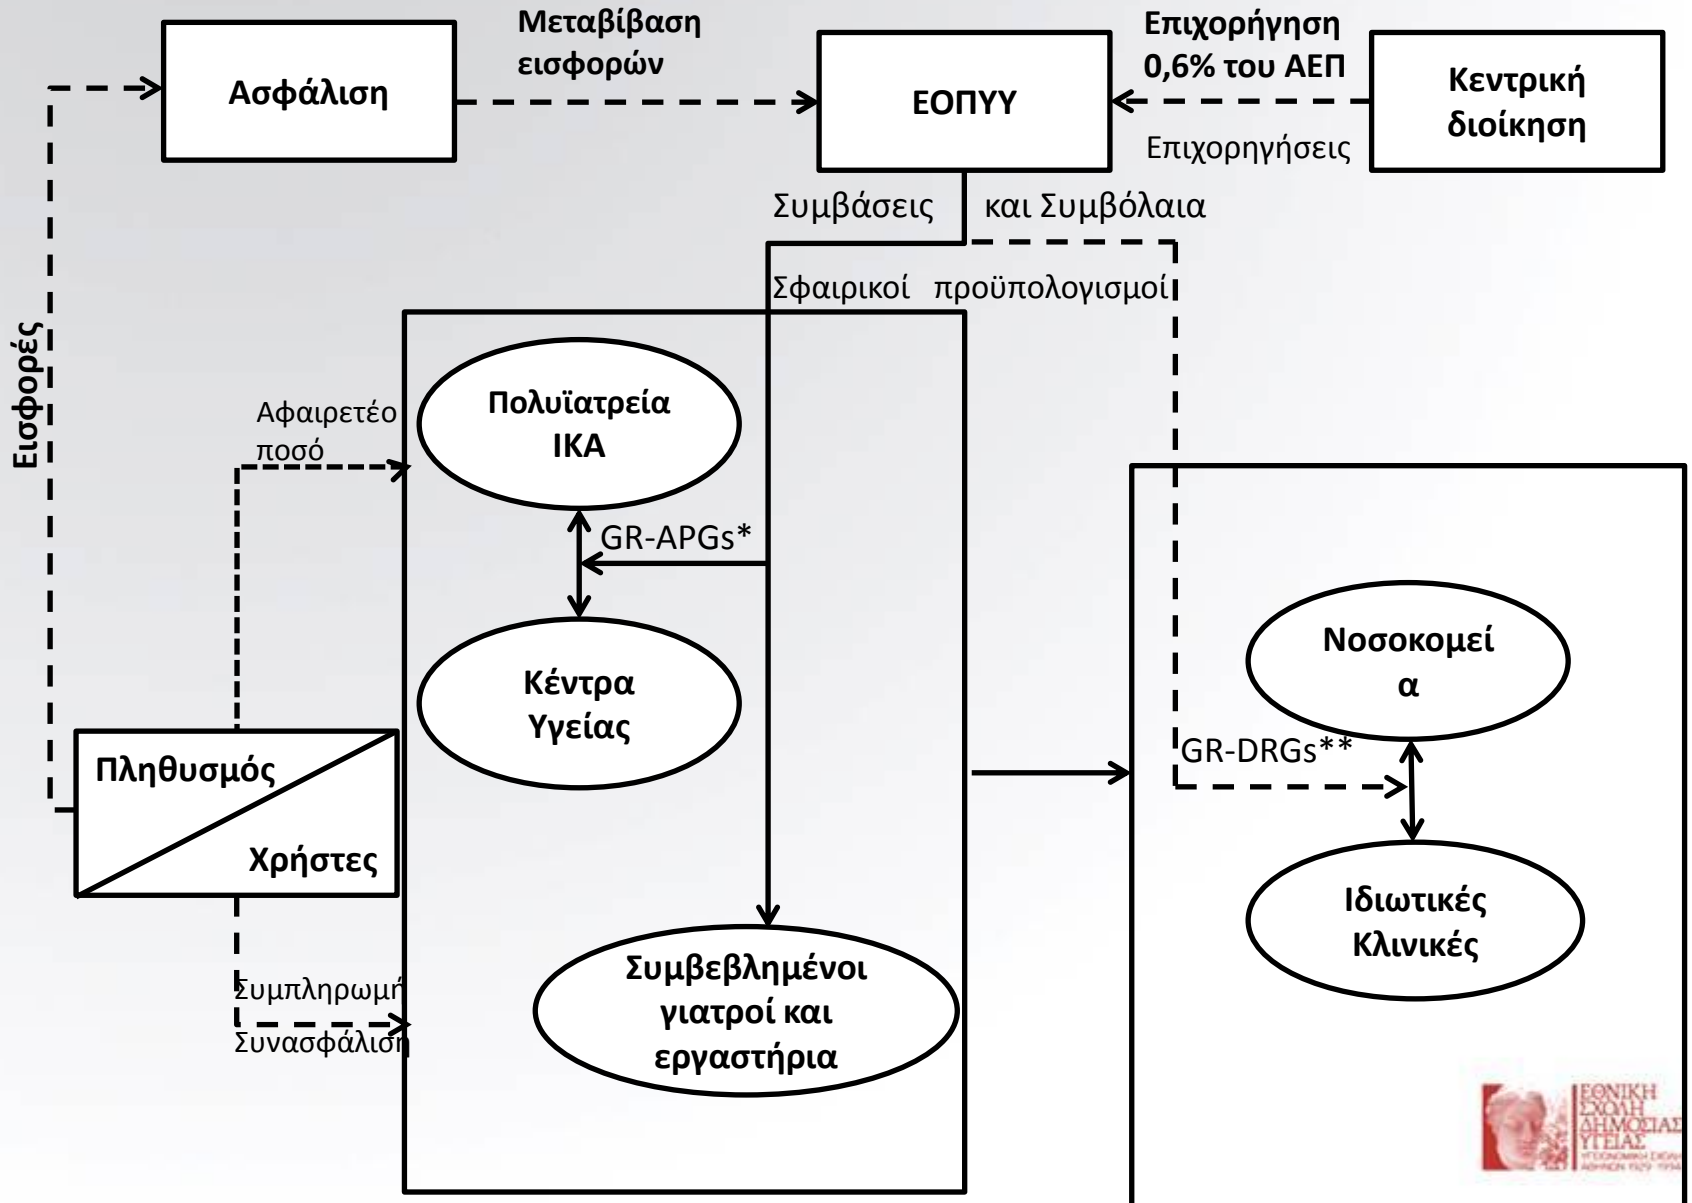 Μεταβίβαση
εισφορών
Επιχορήγηση
0,6% του ΑΕΠ
Ασφάλιση
ΕΟΠΥΥ
Κεντρική
διοίκηση
Επιχορηγήσεις
Συμβάσεις και Συμβόλαια
Σφαιρικοί προϋπολογισμοί
Εισφορές
Αφαιρετέο
ποσό
Πολυϊατρεία
ΙΚΑ
GR-APGs*
Κέντρα
Υγείας
Νοσοκομεί
α
GR-DRGs**
Πληθυσμός
Χρήστες
Ιδιωτικές
Κλινικές
Συμπληρωμή
Συνασφάλιση
Συμβεβλημένοι
γιατροί και
εργαστήρια
ΕΘΝΙΚΗ
ΣΧΟΛΗ
ΔΗΜΟΣΙΑΣ
ΥΓΕΙΑΣ